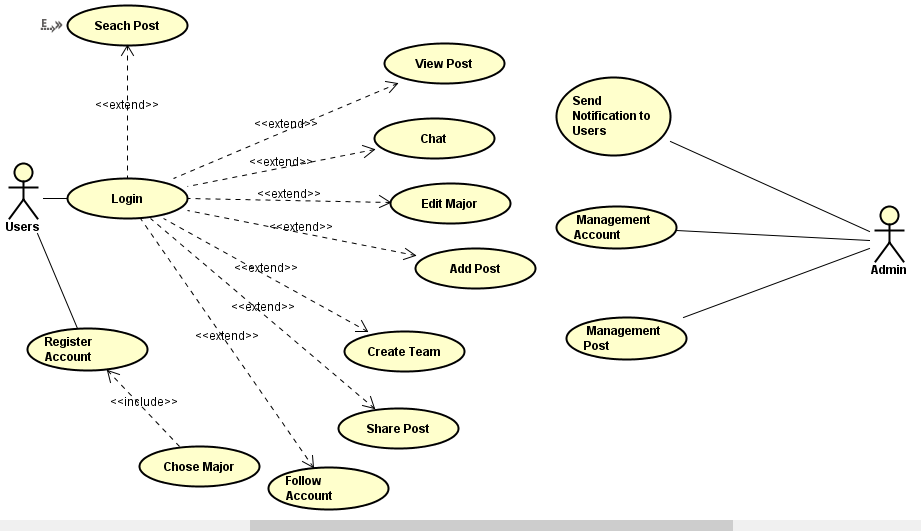 E
Seach Post
<<extend>>
View Post
<<extend>>
Chat
<<extend>>
Login
<<extend>>
Edit Major
<<extend>>
Add Post
<<extend>>
Create Team
<<extend>>
Share Post
<<extend>>
Follow
Account
Users
Register
Account
<<include>>
Chose Major
Send
Notification to
Users
Management
Account
Management
Post
Admin